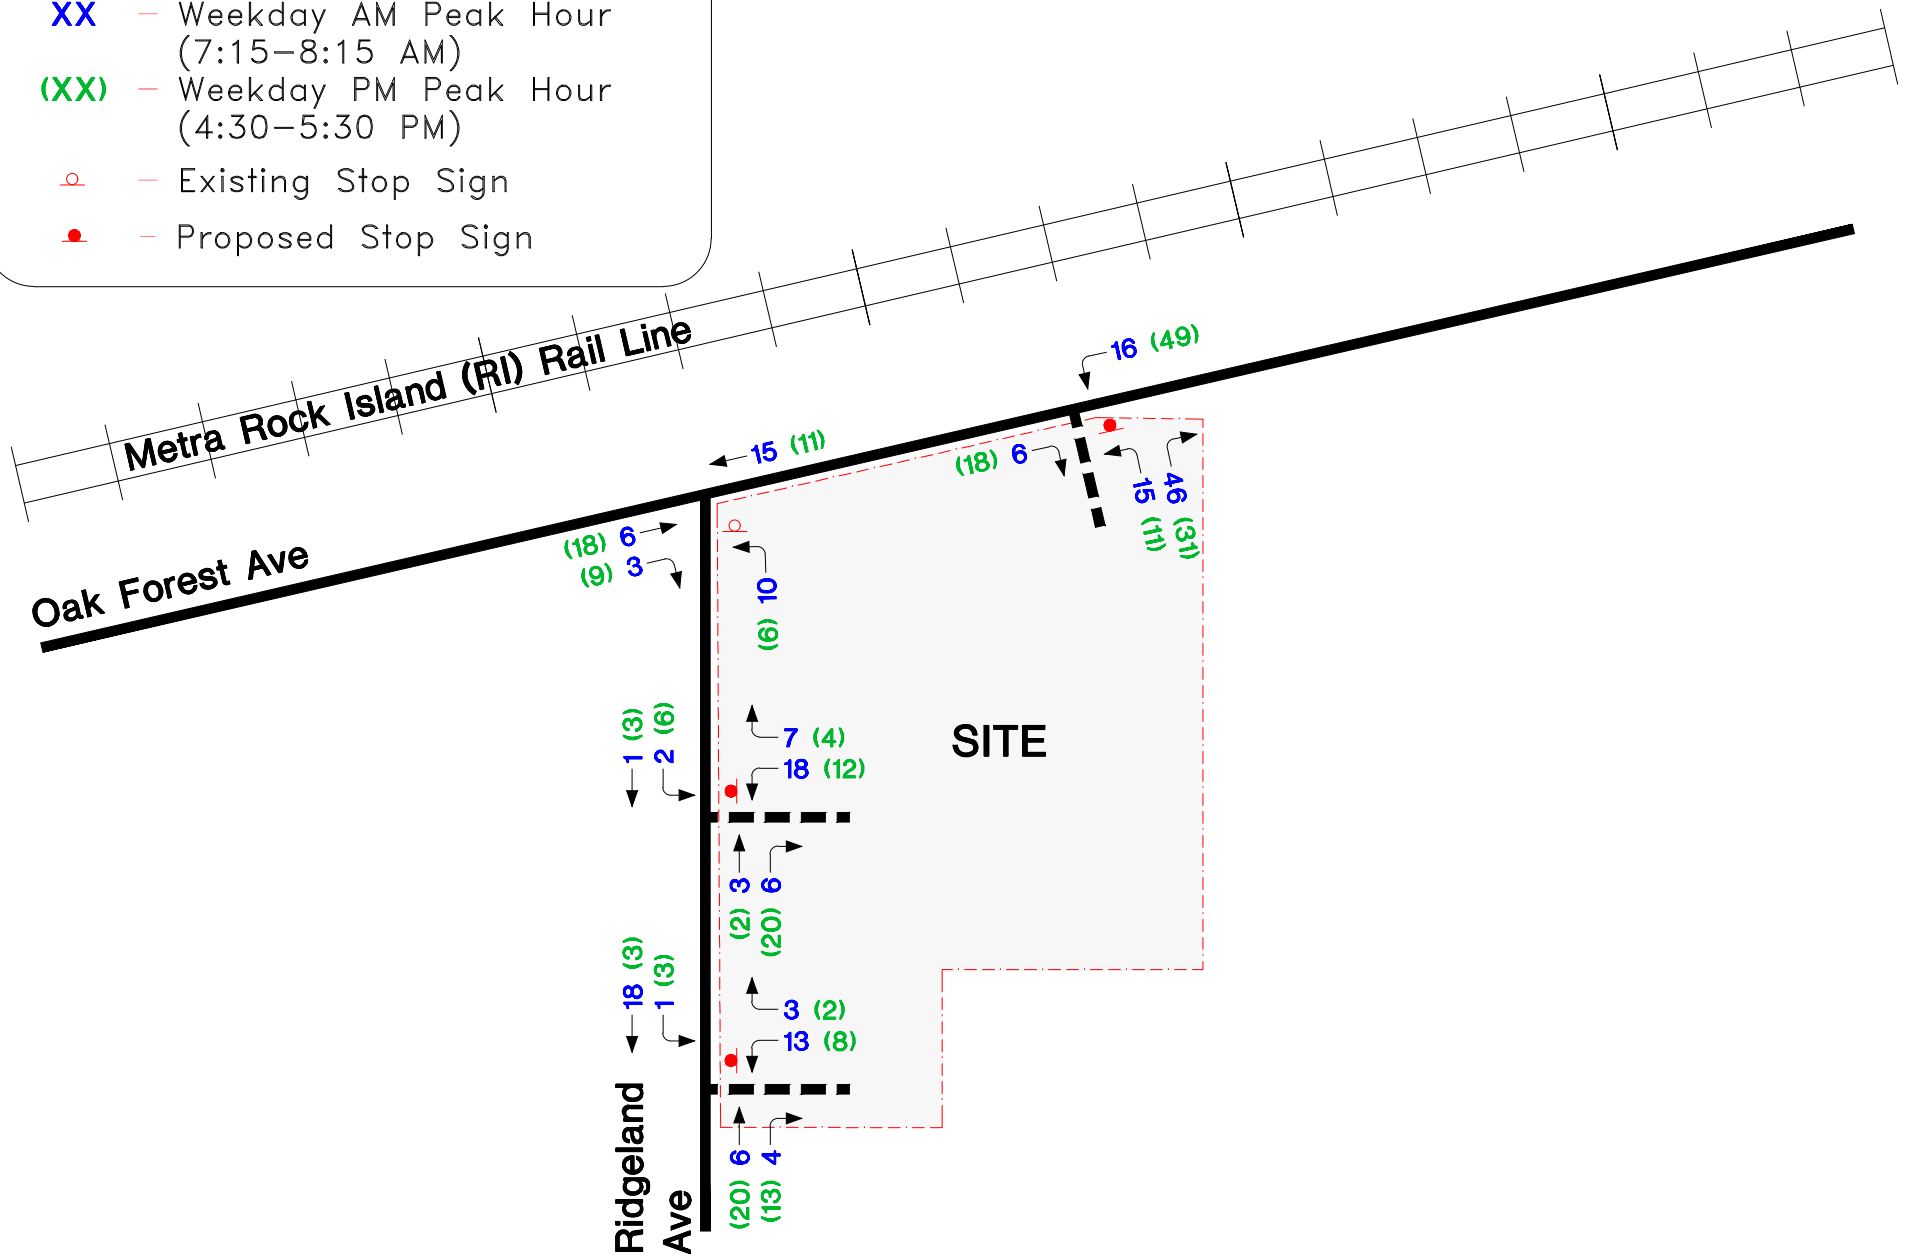 XX – Weekday AM Peak Hour
(7:15–8:15 AM)
(XX) – Weekday PM Peak Hour
(4:30–5:30 PM)
– Existing Stop Sign
– Proposed Stop Sign
Metra Rock Island (RI) Rail Line
16 (49)
15 (11)
(18) 6
15 (11)
46 (31)
Oak Forest Ave
(18) 6
(9) 3
10 (6)
SITE
1 (3)
2 (6)
7 (4)
18 (12)
(2) 3
(20) 6
18 (3)
1 (3)
3 (2)
13 (8)
(20) 6
(13) 4
Ridgeland
Ave